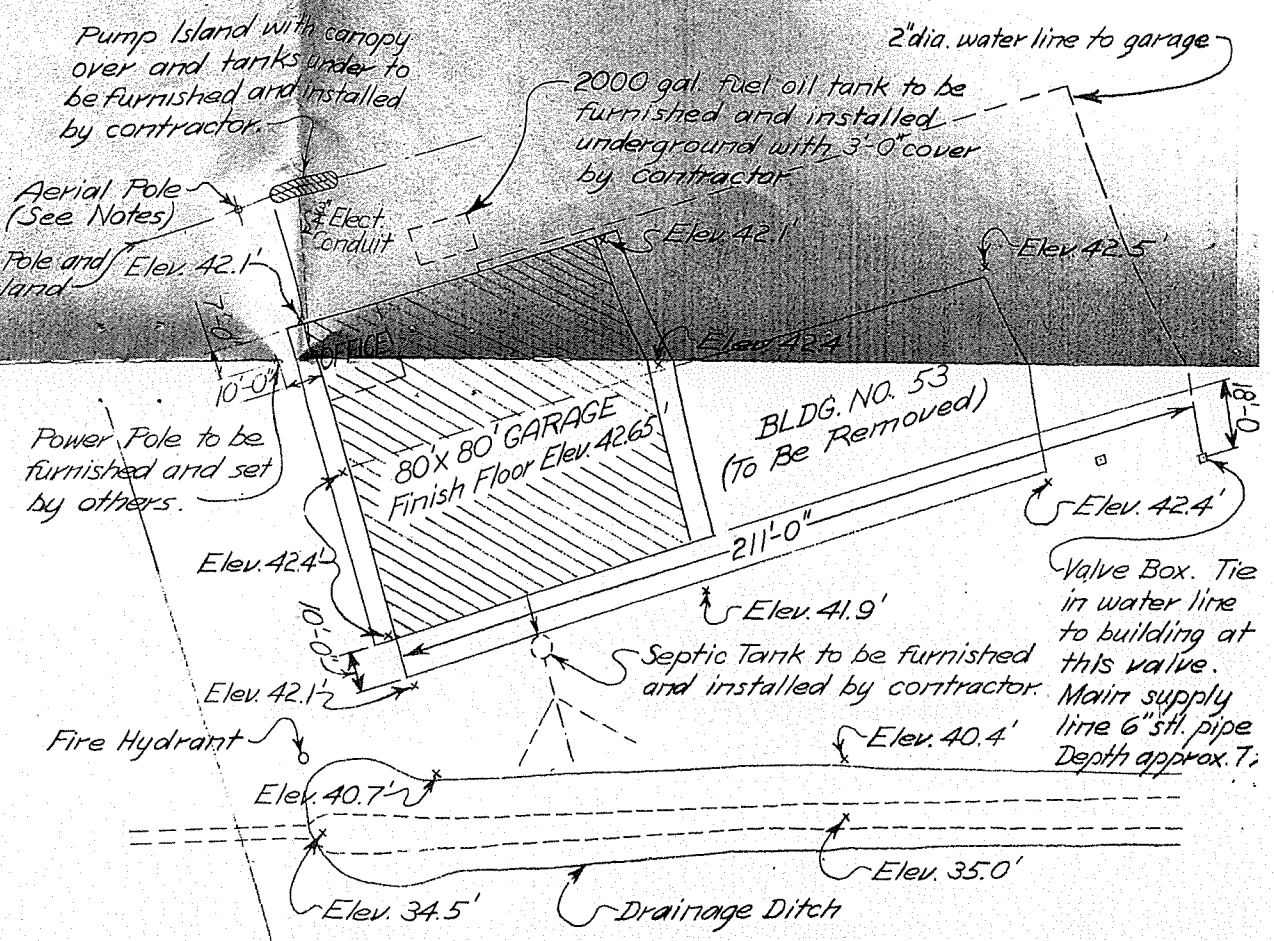 Pump Island with canopy
over and tanks under to
be furnished and installed
by contractor.
2" dia. water line to garage
2000 gal. fuel oil tank to be
furnished and installed
underground with 3'-0" cover
by contractor
Aerial Pole
(See Notes)
Elect.
Conduit
Pole and
Elev. 42.1'
Elev. 42.1'
Elev. 42.5'
OFFICE
Elev. 42.4
10'-0"
18'-0
80' X 80' GARAGE
Finish Floor Elev. 42.65'
BLDG. NO. 53
(To Be Removed)
Power Pole to be
furnished and set
by others.
211'-0"
Elev. 42.4'
Elev. 42.4'
Valve Box. Tie
in water line
to building at
this valve.
Main supply
line 6" stl. pipe
Depth approx. 7
Elev. 41.9'
10'-0"
Septic Tank to be furnished
and installed by contractor.
Elev. 42.1'
Fire Hydrant
Elev. 40.4'
Elev. 40.7'
Elev. 35.0'
Elev. 34.5'
Drainage Ditch